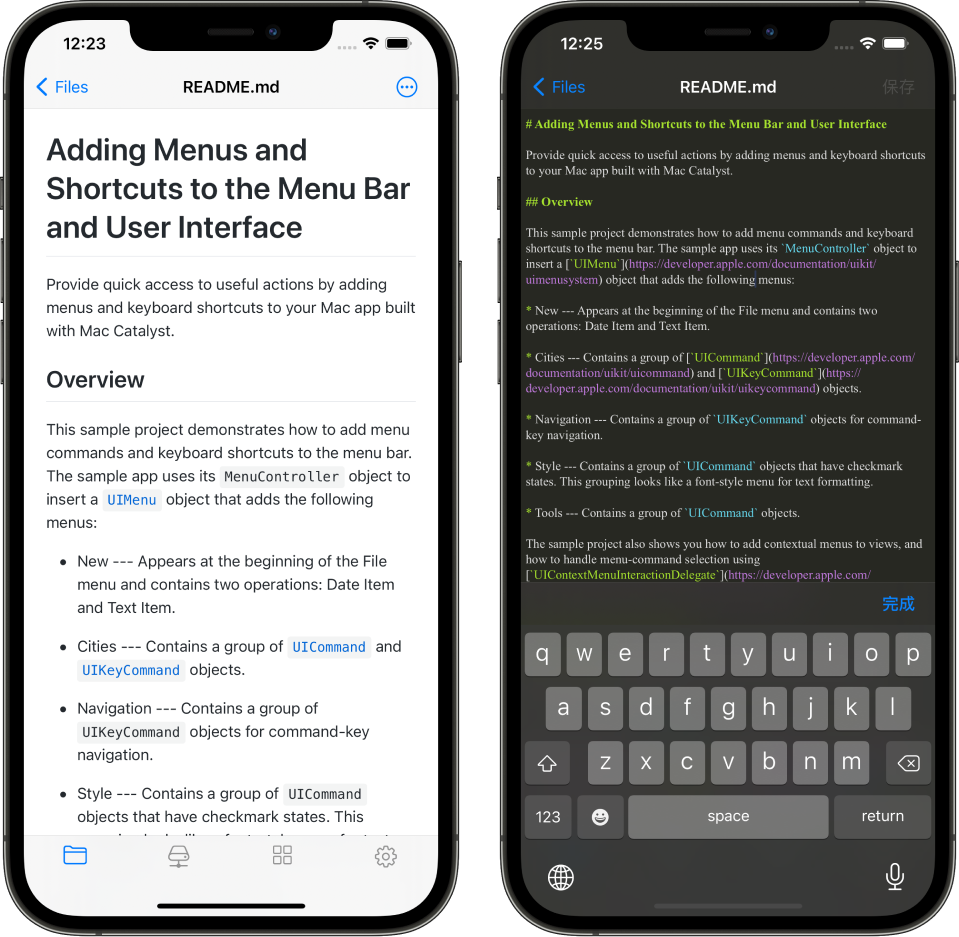 12:23
Files
README.md
Adding Menus and
Shortcuts to the Menu Bar
and User Interface
Provide quick access to useful actions by adding
menus and keyboard shortcuts to your Mac app built
with Mac Catalyst.
Overview
This sample project demonstrates how to add menu
commands and keyboard shortcuts to the menu bar.
The sample app uses its MenuController object to
insert a UIMenu object that adds the following
menus:
• New --- Appears at the beginning of the File
menu and contains two operations: Date Item
and Text Item.
• Cities --- Contains a group of UICommand and
UIKeyCommand objects.
• Navigation --- Contains a group of
UIKeyCommand objects for command-key
navigation.
• Style --- Contains a group of UICommand
objects that have checkmark states. This
12:25
Files
README.md
保存
# Adding Menus and Shortcuts to the Menu Bar and User Interface
Provide quick access to useful actions by adding menus and keyboard shortcuts
to your Mac app built with Mac Catalyst.
## Overview
This sample project demonstrates how to add menu commands and keyboard
shortcuts to the menu bar. The sample app uses its `MenuController` object to
insert a [`UIMenu`](https://developer.apple.com/documentation/uikit/
uimenusystem) object that adds the following menus:
* New --- Appears at the beginning of the File menu and contains two
operations: Date Item and Text Item.
* Cities --- Contains a group of [`UICommand`](https://developer.apple.com/
documentation/uikit/uicommand) and [`UIKeyCommand`](https://
developer.apple.com/documentation/uikit/uikeycommand) objects.
* Navigation --- Contains a group of `UIKeyCommand` objects for command-
key navigation.
* Style --- Contains a group of `UICommand` objects that have checkmark
states. This grouping looks like a font-style menu for text formatting.
* Tools --- Contains a group of `UICommand` objects.
The sample project also shows you how to add contextual menus to views, and
how to handle menu-command selection using
[`UIContextMenuInteractionDelegate`](https://developer.apple.com/
完成
q w e r t y u i o p
a s d f g h j k l
z x c v b n m
123 space return